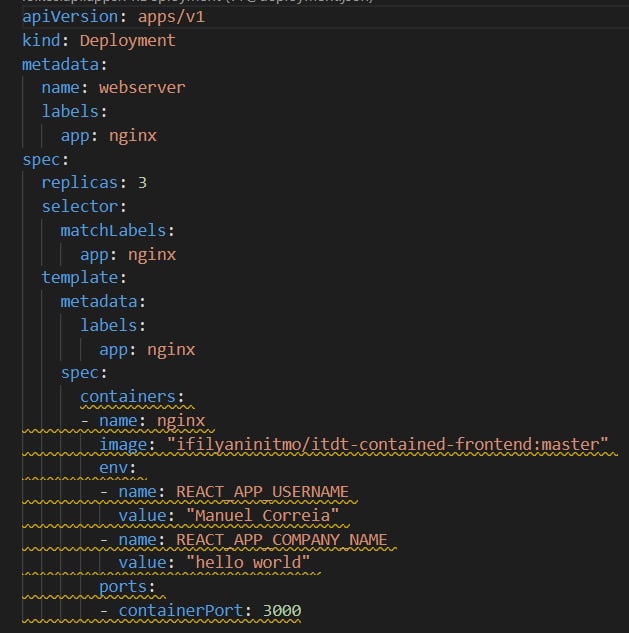 apiVersion: apps/v1
kind: Deployment
metadata:
  name: webserver
  labels:
    app: nginx
spec:
  replicas: 3
  selector:
    matchLabels:
      app: nginx
  template:
    metadata:
      labels:
        app: nginx
    spec:
      containers:
      - name: nginx
        image: "ifilyaninitmo/itdt-contained-frontend:master"
        env:
        - name: REACT_APP_USERNAME
          value: "Manuel Correia"
        - name: REACT_APP_COMPANY_NAME
          value: "hello world"
        ports:
        - containerPort: 3000